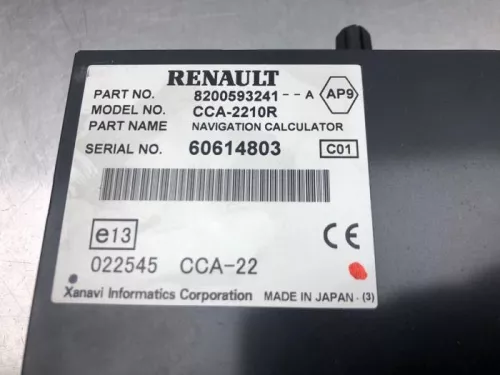 RENAULT
PART NO. 8200593241--A AP9
MODEL NO. CCA-2210R
PART NAME NAVIGATION CALCULATOR
SERIAL NO. 60614803 C01
e13 CE
022545 CCA-22
Xanavi Informatics Corporation MADE IN JAPAN · (3)